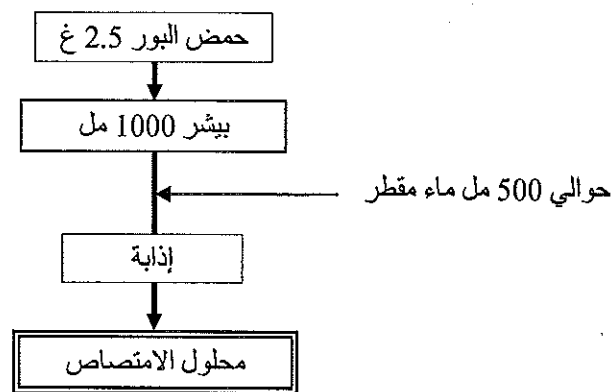 حمض البور 2.5 غ
بيشر 1000 مل
حوالي 500 مل ماء مقطر
إذابة
محلول الامتصاص